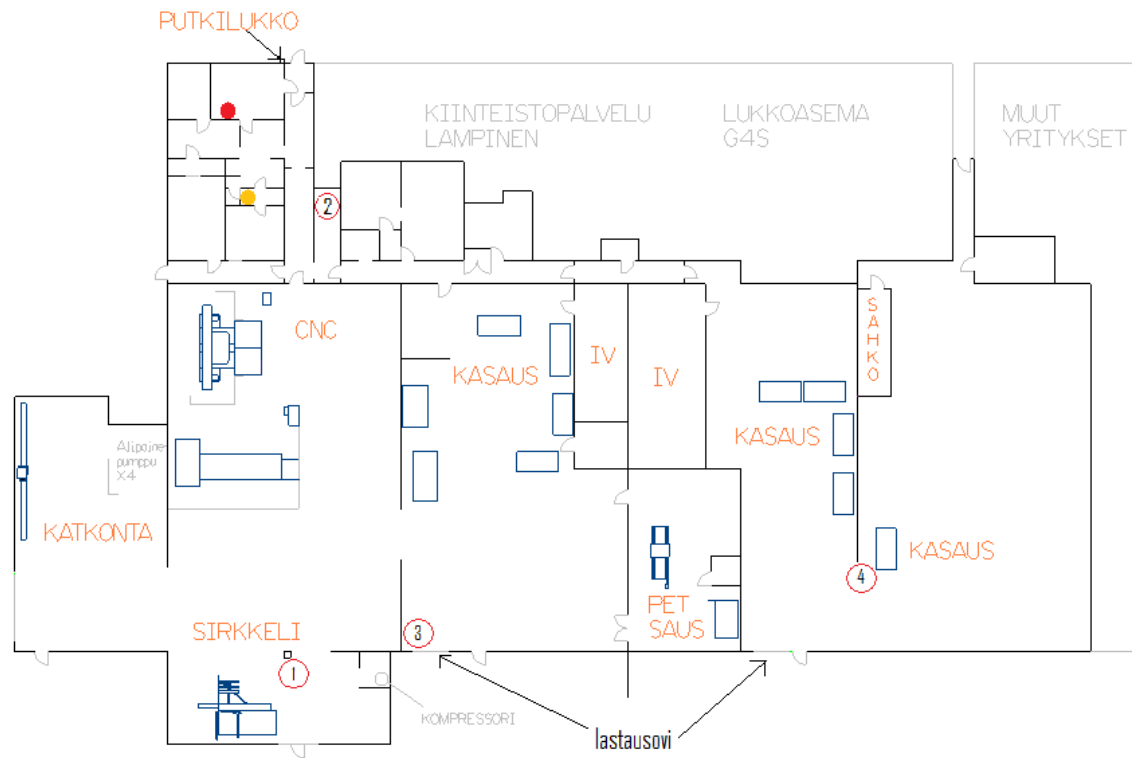 PUTKILUKKO
KIINTEISTOPALVELU
LAMPINEN
LUKKOASEMA
G4S
MUUT
YRITYKSET
2
CNC
KASAUS
IV
IV
SAHKO
KASAUS
Alipaine-
pumppu
X4
KATKONTA
KASAUS
4
PET
SAUS
SIRKKELI
3
1
KOMPRESSORI
lastausovi